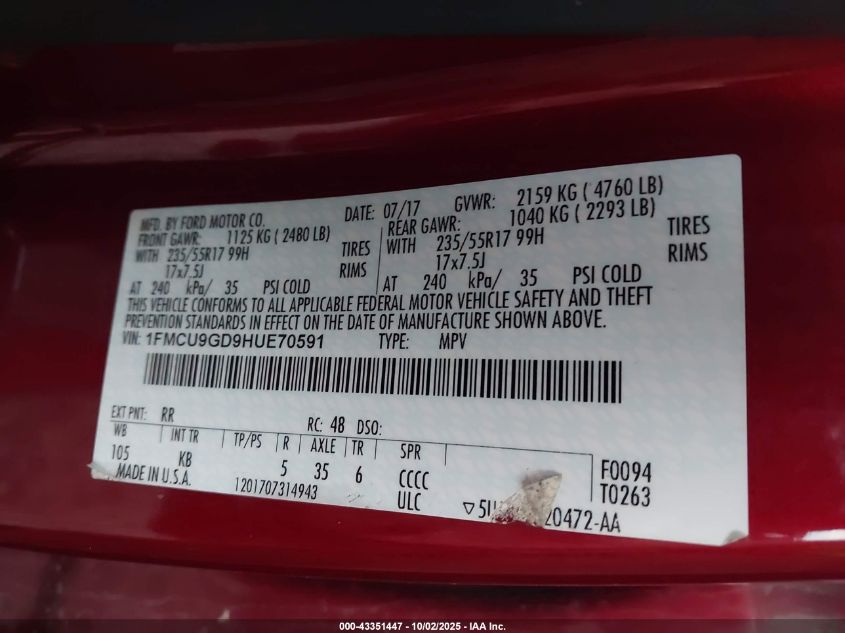 MFD. BY FORD MOTOR CO. DATE: 07/17 GVWR: 2159 KG ( 4760 LB)
FRONT GAWR: 1125 KG ( 2480 LB) REAR GAWR: 1040 KG ( 2293 LB)
WITH 235/55R17 99H TIRES WITH 235/55R17 99H TIRES
17x7.5J RIMS 17x7.5J RIMS
AT 240 kPa/ 35 PSI COLD AT 240 kPa/ 35 PSI COLD
THIS VEHICLE CONFORMS TO ALL APPLICABLE FEDERAL MOTOR VEHICLE SAFETY AND THEFT
PREVENTION STANDARDS IN EFFECT ON THE DATE OF MANUFACTURE SHOWN ABOVE.
VIN: 1FMCU9GD9HUE70591 TYPE: MPV
EXT PNT: RR RC: 48 DSO:
WB INT TR TP/PS R AXLE TR SPR
105 KB 5 35 6 CCCC F0094
MADE IN U.S.A. 1201707314943 ULC T0263
20472-AA
000-43351447 - 10/02/2025 - IAA Inc.